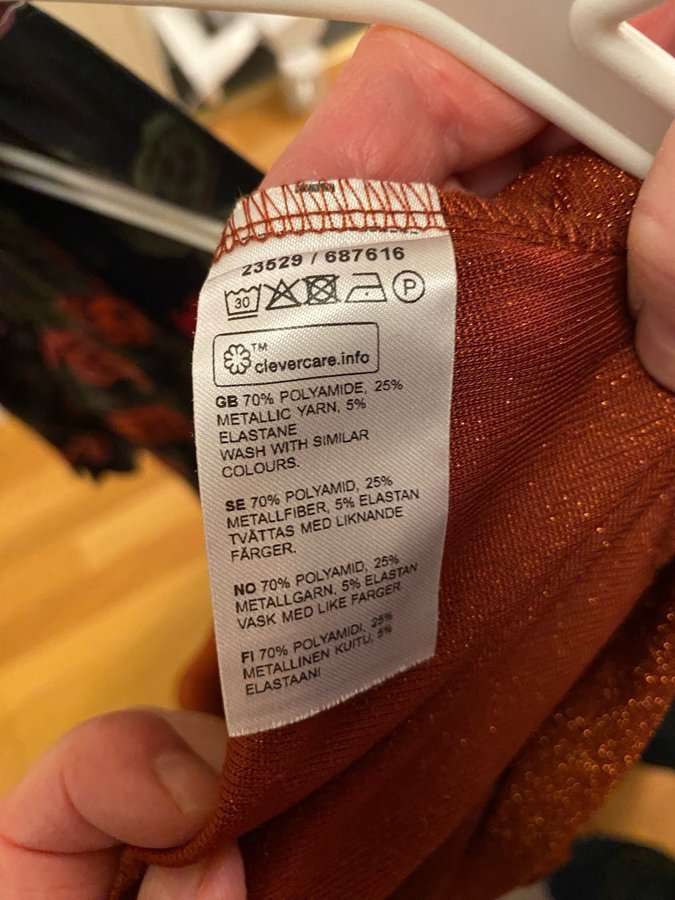 23529 / 687616
30 P
™
clevercare.info
GB 70% POLYAMIDE, 25%
METALLIC YARN, 5%
ELASTANE
WASH WITH SIMILAR
COLOURS.
SE 70% POLYAMID, 25%
METALLFIBER, 5% ELASTAN
TVÄTTAS MED LIKNANDE
FÄRGER.
NO 70% POLYAMID, 25%
METALLGARN, 5% ELASTAN
VASK MED LIKE FARGER
FI 70% POLYAMIDI, 25%
METALLINEN KUITU, 5%
ELASTAANI